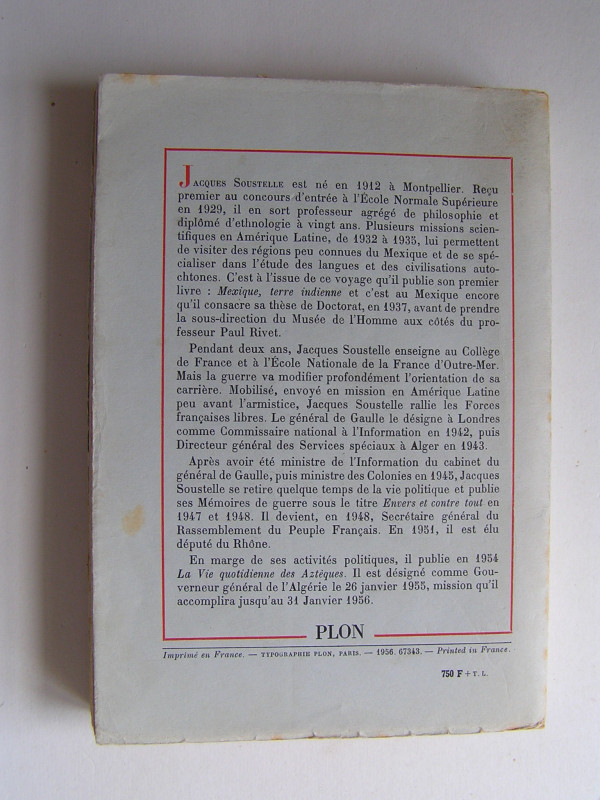 JACQUES SOUSTELLE est né en 1912 à Montpellier. Reçu
premier au concours d'entrée à l'École Normale Supérieure
en 1929, il en sort professeur agrégé de philosophie et
diplômé d'ethnologie à vingt ans. Plusieurs missions scien-
tifiques en Amérique Latine, de 1932 à 1935, lui permettent
de visiter des régions peu connues du Mexique et de se spé-
cialiser dans l'étude des langues et des civilisations auto-
chtones. C'est à l'issue de ce voyage qu'il publie son premier
livre : Mexique, terre indienne et c'est au Mexique encore
qu'il consacre sa thèse de Doctorat, en 1937, avant de prendre
la sous-direction du Musée de l'Homme aux côtés du pro-
fesseur Paul Rivet.
Pendant deux ans, Jacques Soustelle enseigne au Collège
de France et à l'École Nationale de la France d'Outre-Mer.
Mais la guerre va modifier profondément l'orientation de sa
carrière. Mobilisé, envoyé en mission en Amérique Latine
peu avant l'armistice, Jacques Soustelle rallie les Forces
françaises libres. Le général de Gaulle le désigne à Londres
comme Commissaire national à l'Information en 1942, puis
Directeur général des Services spéciaux à Alger en 1943.
Après avoir été ministre de l'Information du cabinet du
général de Gaulle, puis ministre des Colonies en 1945, Jacques
Soustelle se retire quelque temps de la vie politique et publie
ses Mémoires de guerre sous le titre Envers et contre tout en
1947 et 1948. Il devient, en 1948, Secrétaire général du
Rassemblement du Peuple Français. En 1951, il est élu
député du Rhône.
En marge de ses activités politiques, il publie en 1954
La Vie quotidienne des Aztèques. Il est désigné comme Gou-
verneur général de l'Algérie le 26 janvier 1955, mission qu'il
accomplira jusqu'au 31 Janvier 1956.
PLON
Imprimé en France. — TYPOGRAPHIE PLON, PARIS. — 1956. 67343. — Printed in France.
750 F + T. L.